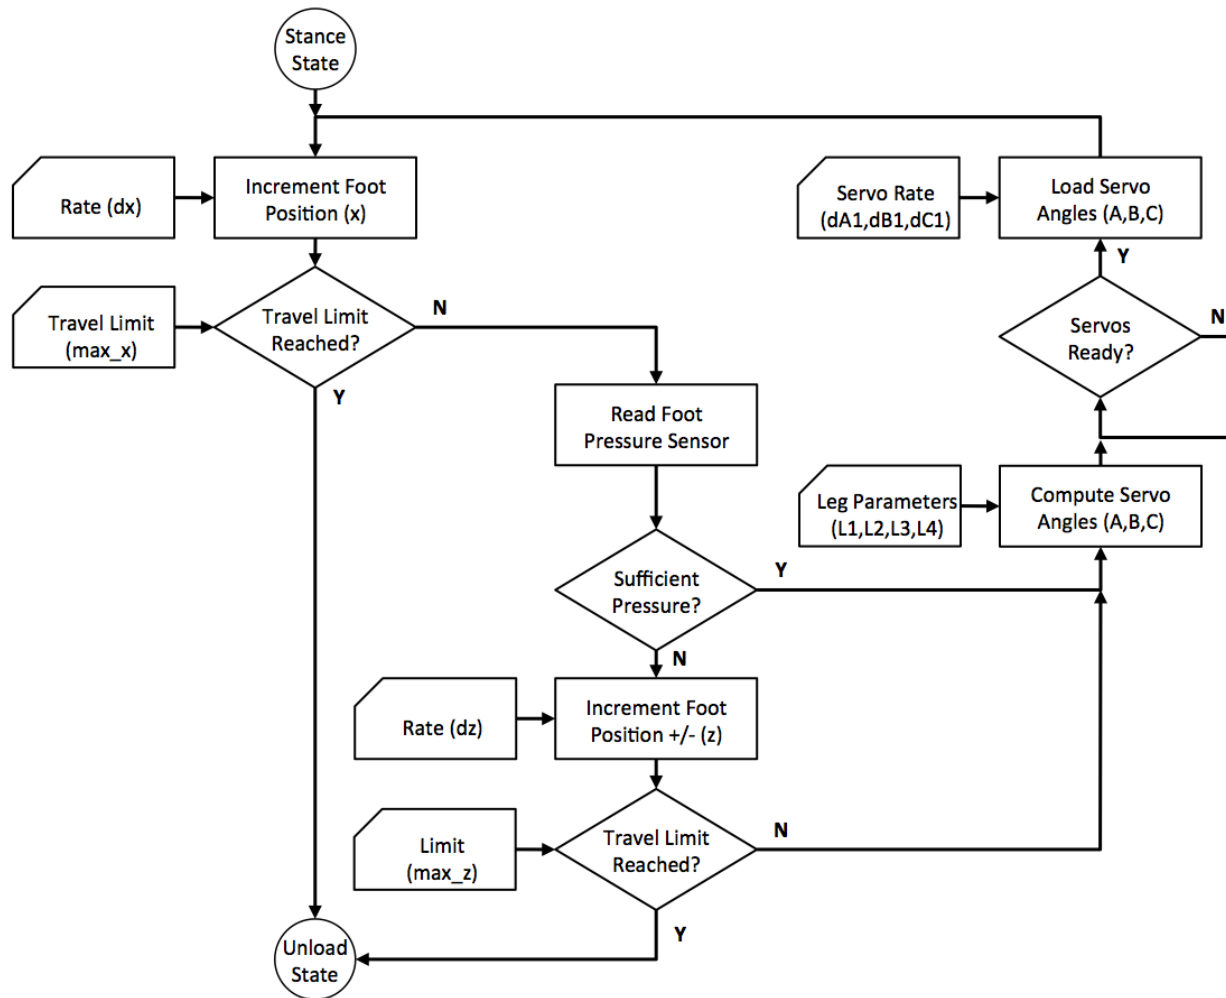 Stance
State
Rate (dx)
Increment Foot
Position (x)
Servo Rate
(dA1,dB1,dC1)
Load Servo
Angles (A,B,C)
Y
Travel Limit
(max_x)
Travel Limit
Reached?
N
Y
Servos
Ready?
N
Read Foot
Pressure Sensor
Leg Parameters
(L1,L2,L3,L4)
Compute Servo
Angles (A,B,C)
Sufficient
Pressure?
Y
N
Rate (dz)
Increment Foot
Position +/- (z)
Limit
(max_z)
Travel Limit
Reached?
N
Y
Unload
State